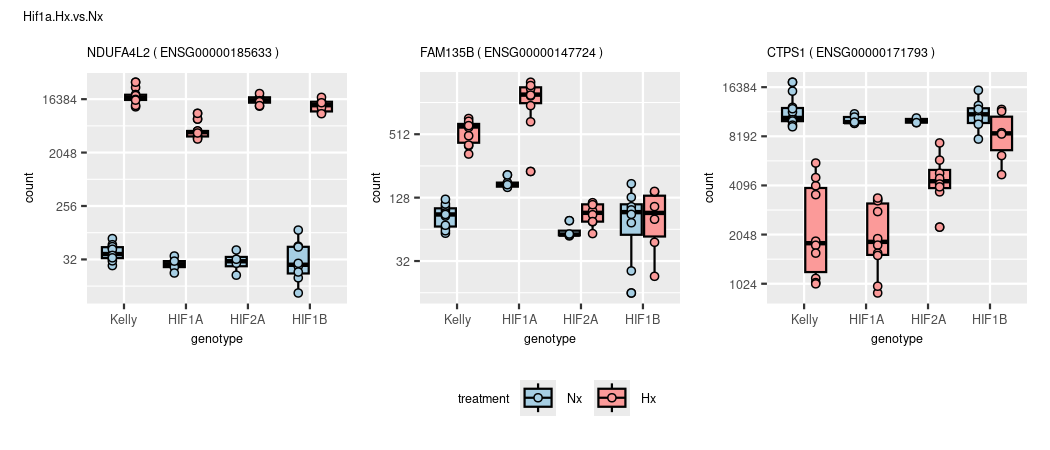 Hif1a.Hx.vs.Nx
NDUFA4L2 ( ENSG00000185633 )
FAM135B ( ENSG00000147724 )
CTPS1 ( ENSG00000171793 )
count
16384
2048
256
32
Kelly
HIF1A
HIF2A
HIF1B
genotype
count
512
128
32
Kelly
HIF1A
HIF2A
HIF1B
genotype
count
16384
8192
4096
2048
1024
Kelly
HIF1A
HIF2A
HIF1B
genotype
treatment
Nx
Hx